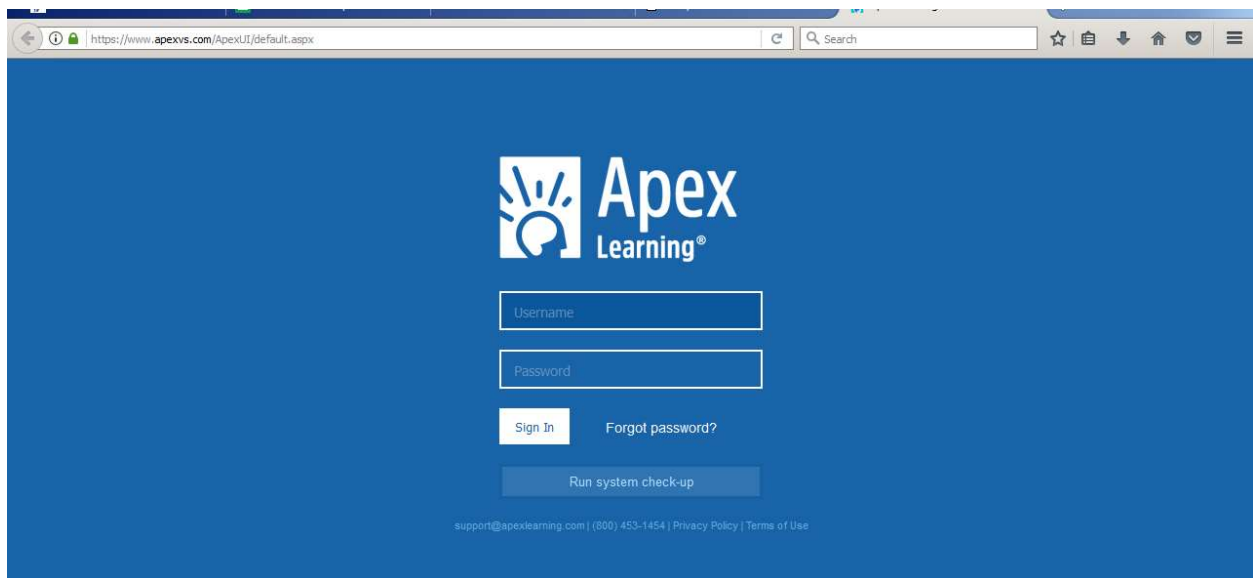 https://www.apexvs.com/ApexUI/default.aspx
Search
Apex
Learning®
Username
Password
Sign In Forgot password?
Run system check-up
support@apexlearning.com | (800) 453-1454 | Privacy Policy | Terms of Use